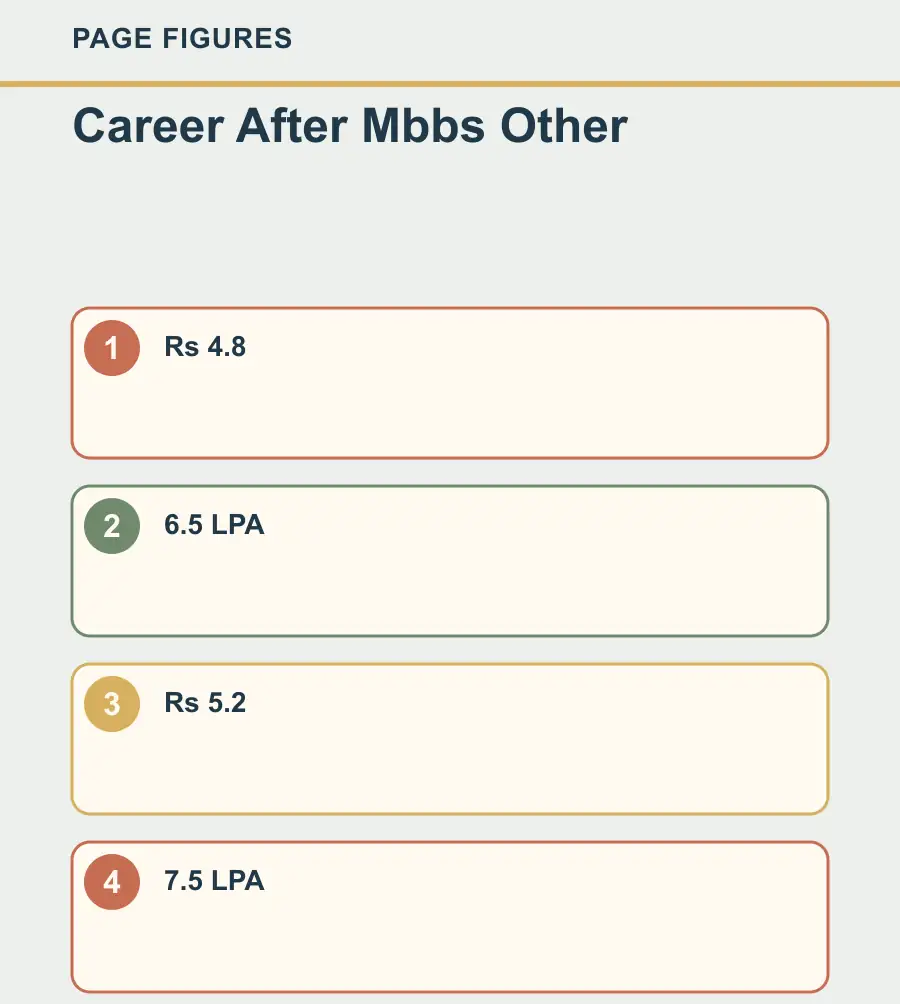 PAGE FIGURES
Career After Mbbs Other
1 Rs 4.8
2 6.5 LPA
3 Rs 5.2
4 7.5 LPA